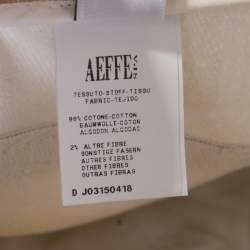 AEFFE
TESSUTO-STOFF-TISSU
FABRIC-TEJIDO
98% COTONE-COTTON
BAUMWOLLE-COTON
ALGODON ALGODAS
2% ALTRE FIBRE
SONSTIGE FASERN
AUTRES FIBRES
OTHER FIBRES
OUTRAS FIBRAS
D J03150418